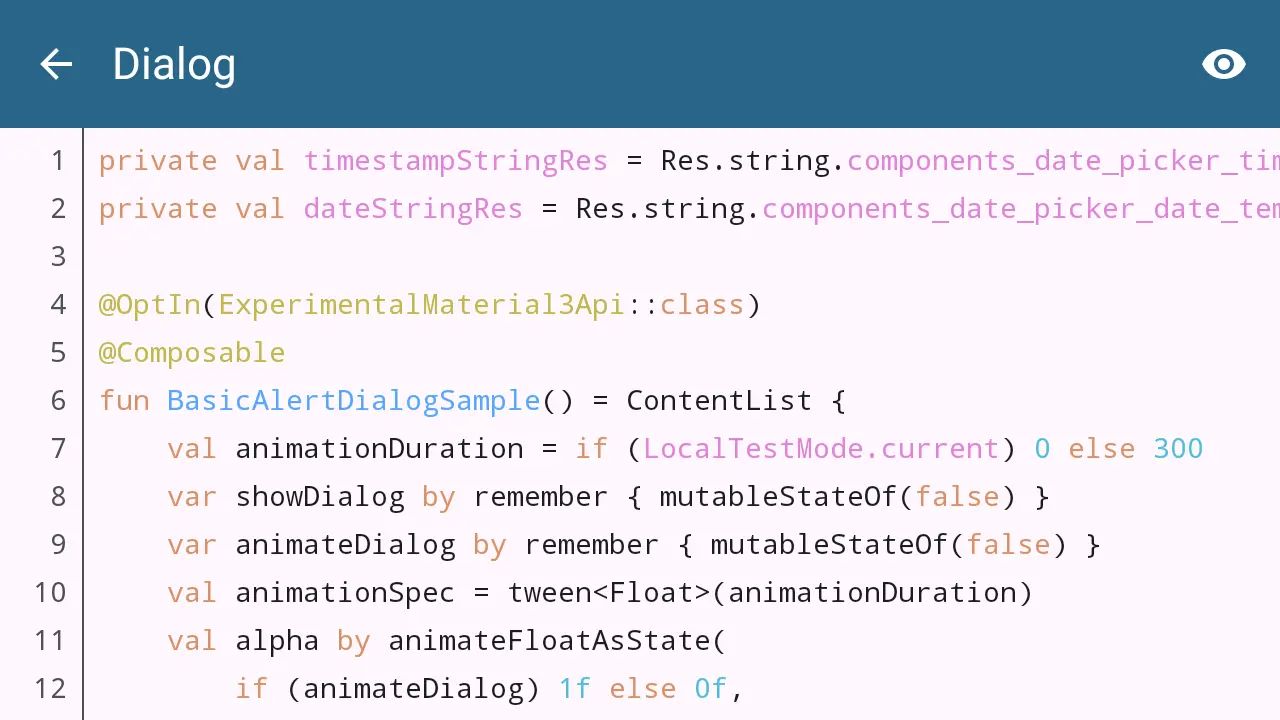 Dialog
1 private val timestampStringRes = Res.string.components_date_picker_tim
2 private val dateStringRes = Res.string.components_date_picker_date_tem
3
4 @OptIn(ExperimentalMaterial3Api::class)
5 @Composable
6 fun BasicAlertDialogSample() = ContentList {
7 val animationDuration = if (LocalTestMode.current) 0 else 300
8 var showDialog by remember { mutableStateOf(false) }
9 var animateDialog by remember { mutableStateOf(false) }
10 val animationSpec = tween<Float>(animationDuration)
11 val alpha by animateFloatAsState(
12 if (animateDialog) 1f else 0f,